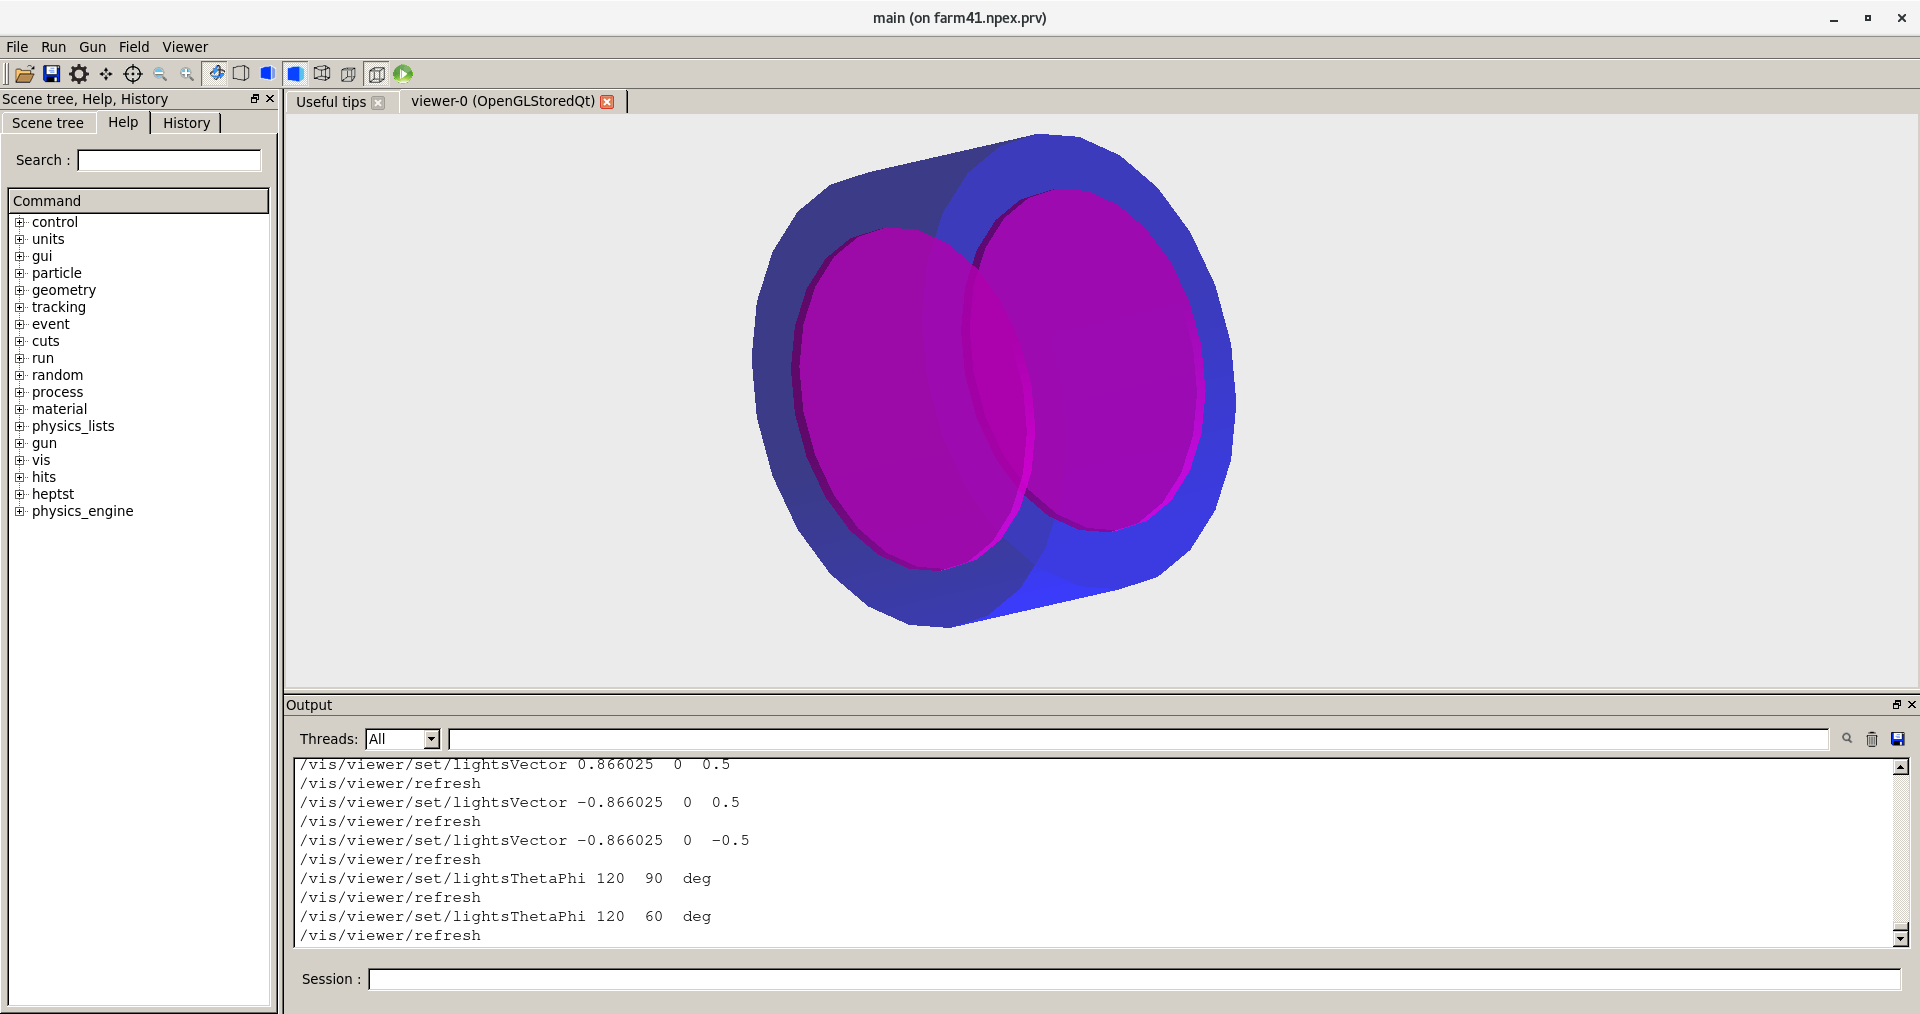 main (on farm41.npex.prv)
File Run Gun Field Viewer
Scene tree, Help, History
Useful tips
viewer-0 (OpenGLStoredQt)
Scene tree Help History
Search :
Command
control
units
gui
particle
geometry
tracking
event
cuts
run
random
process
material
physics_lists
gun
vis
hits
heptst
physics_engine
Output
Threads: All
/vis/viewer/set/lightsVector 0.866025 0 0.5
/vis/viewer/refresh
/vis/viewer/set/lightsVector -0.866025 0 0.5
/vis/viewer/refresh
/vis/viewer/set/lightsVector -0.866025 0 -0.5
/vis/viewer/refresh
/vis/viewer/set/lightsThetaPhi 120 90 deg
/vis/viewer/refresh
/vis/viewer/set/lightsThetaPhi 120 60 deg
/vis/viewer/refresh
Session :